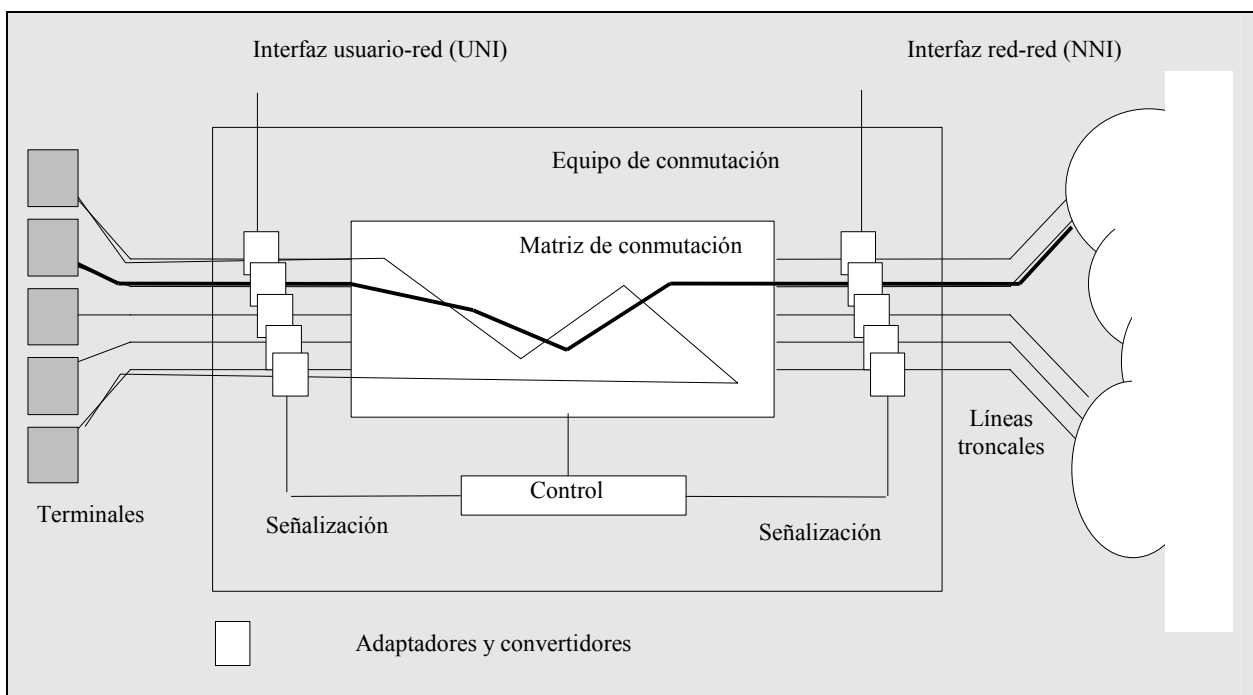 Interfaz usuario-red (UNI)
Interfaz red-red (NNI)
Equipo de conmutación
Matriz de conmutación
Líneas
troncales
Control
Terminales
Señalización
Señalización
Adaptadores y convertidores